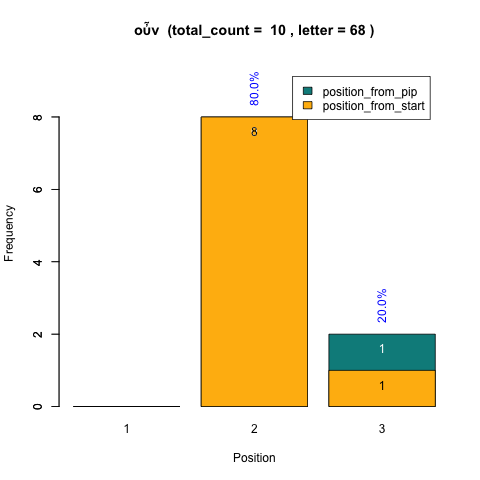 οὖν (total_count = 10 , letter = 68 )
80.0%
position_from_pip
position_from_start
8
8
6
Frequency
4
20.0%
2
1
1
0
1 2 3
Position